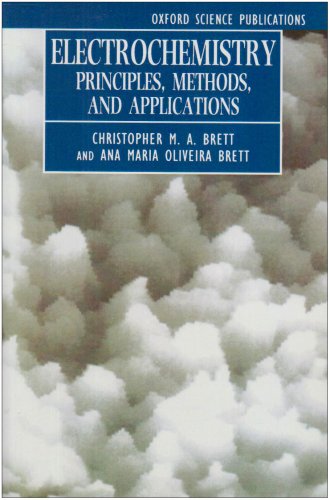 OXFORD SCIENCE PUBLICATIONS
ELECTROCHEMISTRY
PRINCIPLES, METHODS,
AND APPLICATIONS
CHRISTOPHER M. A. BRETT
AND ANA MARIA OLIVEIRA BRETT